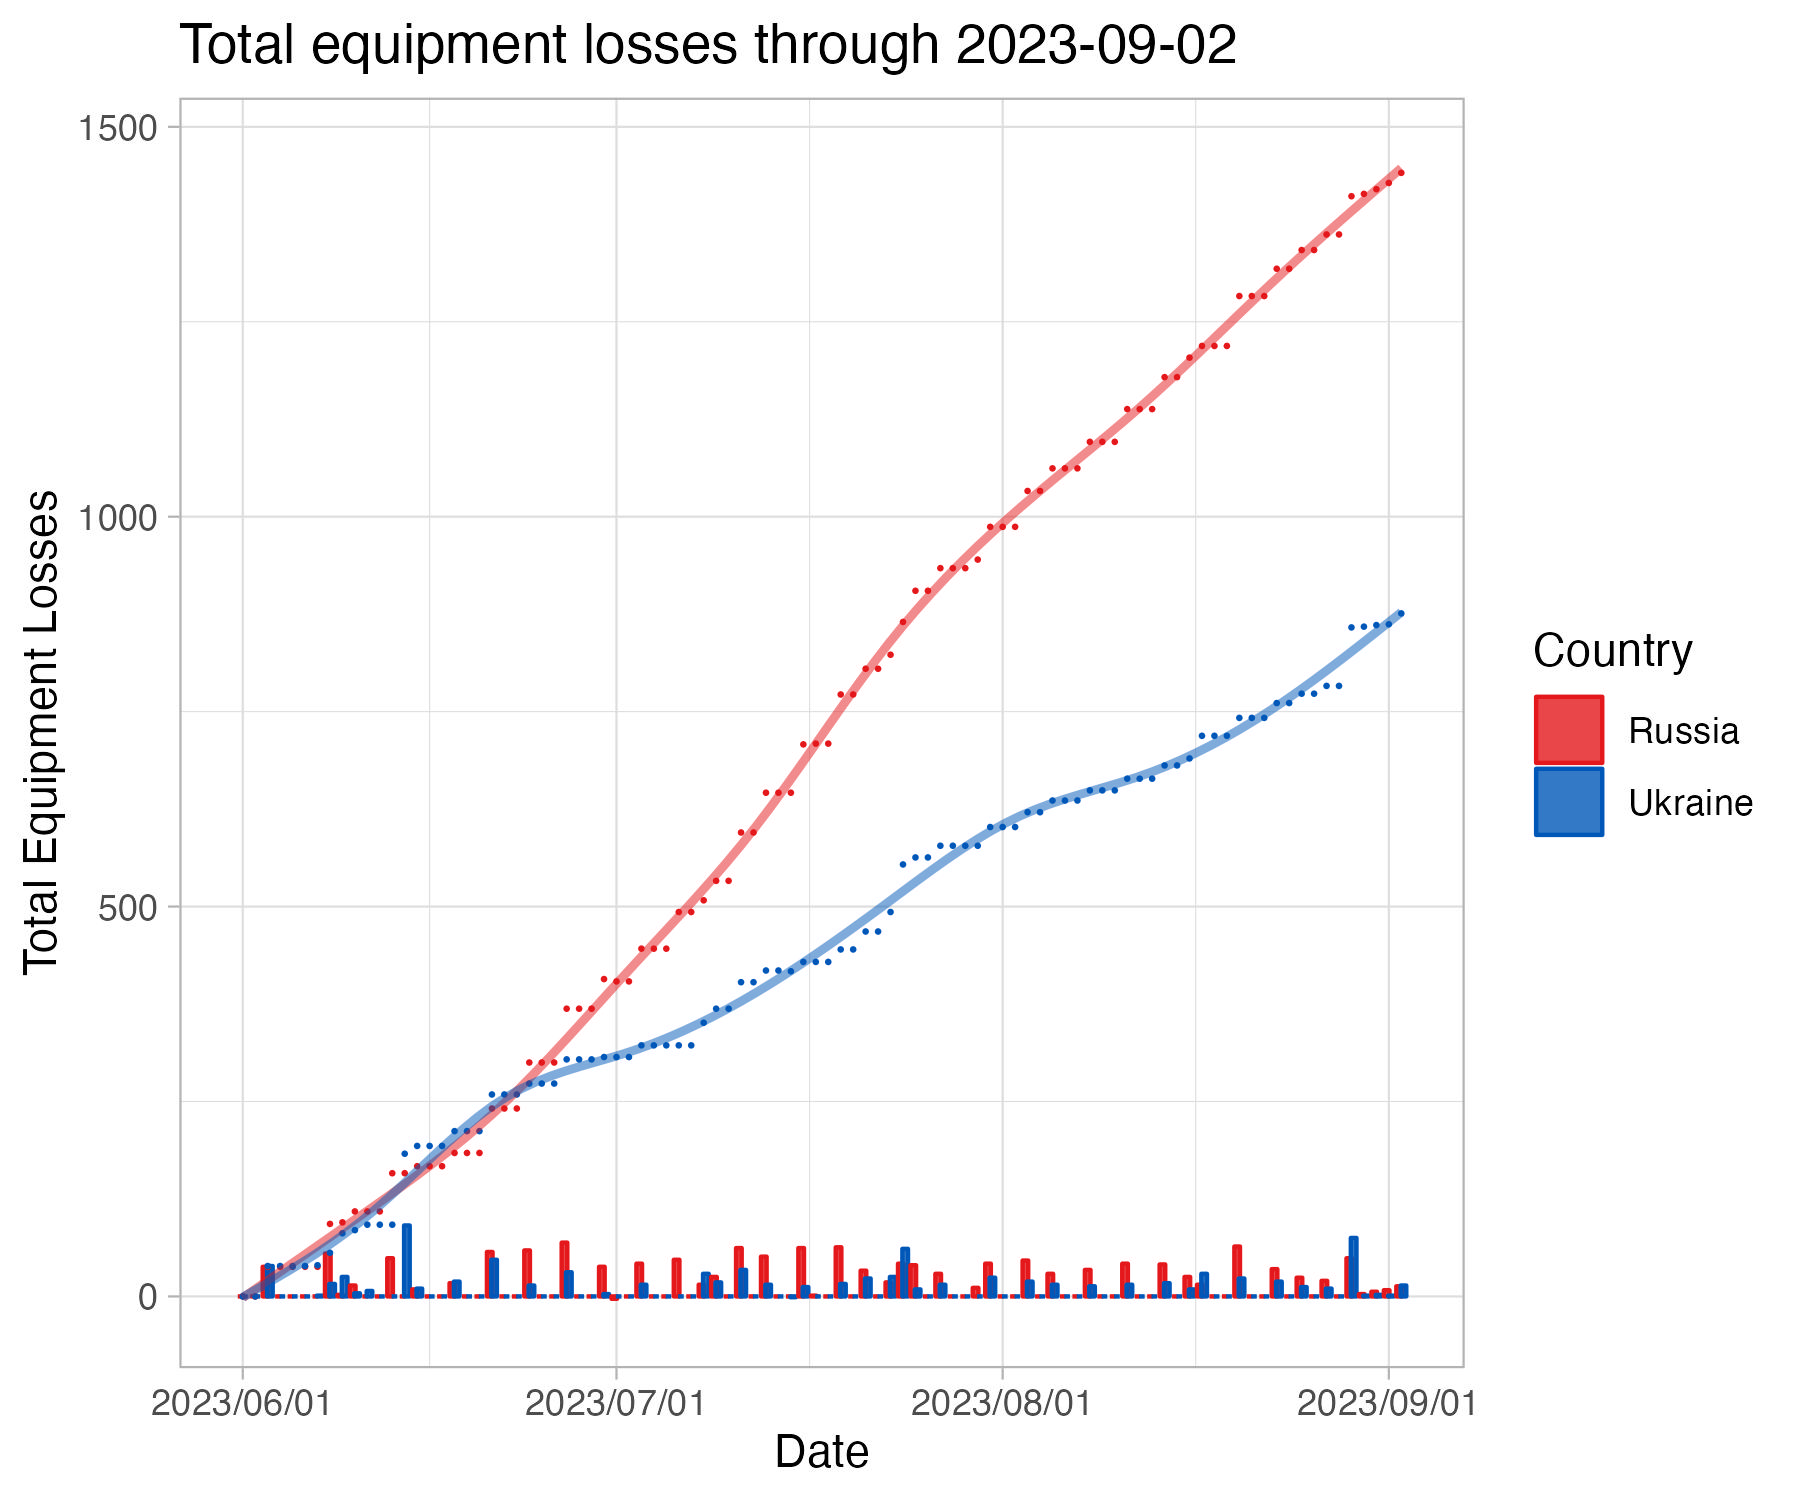 Total equipment losses through 2023-09-02
Total Equipment Losses
1500
1000
500
0
2023/06/01
2023/07/01
2023/08/01
2023/09/01
Date
Country
Russia
Ukraine